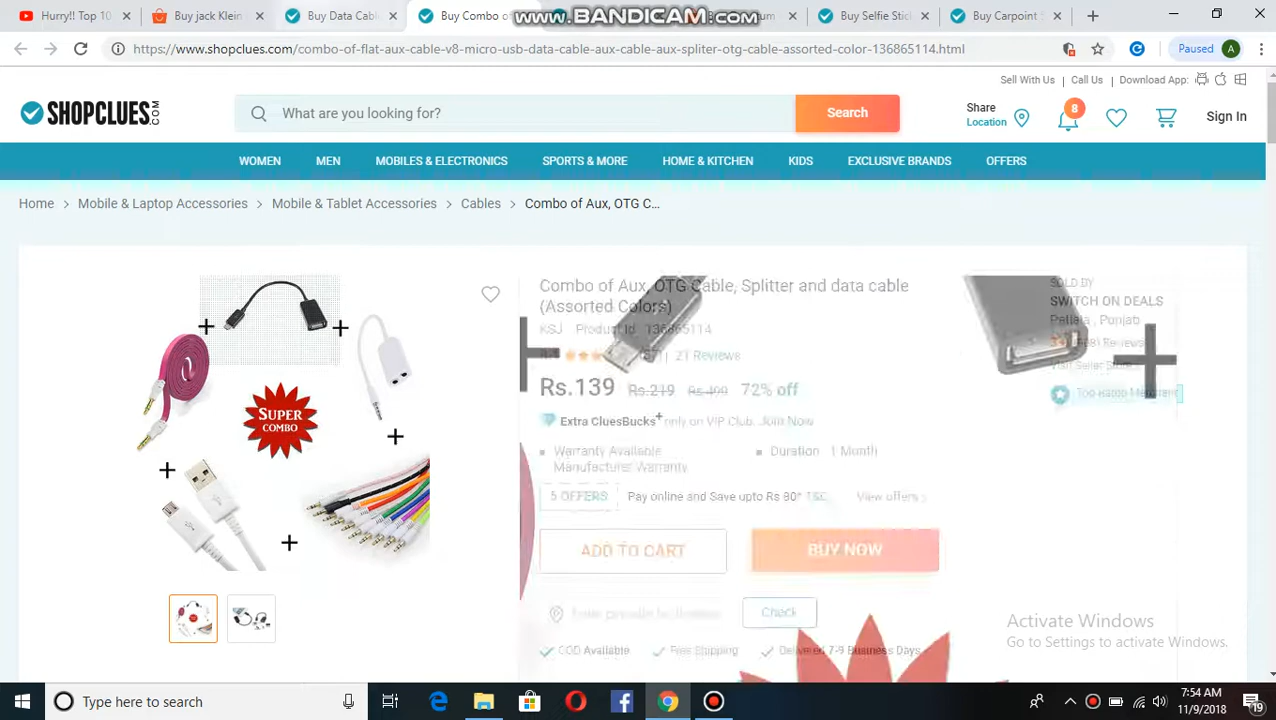 Hurry!! Top 10
Buy Jack Klein
Buy Data Cabl
Buy Combo o
Buy Selfie Stic
Buy Carpoint S
www.BANDICAM.com
https://www.shopclues.com/combo-of-flat-aux-cable-v8-micro-usb-data-cable-aux-cable-aux-spliter-otg-cable-assorted-color-136865114.html
Paused A
Sell With Us | Call Us | Download App:
SHOPCLUES.COM
What are you looking for?
Search
Share
Location
8
Sign In
WOMEN MEN MOBILES & ELECTRONICS SPORTS & MORE HOME & KITCHEN KIDS EXCLUSIVE BRANDS OFFERS
Home > Mobile & Laptop Accessories > Mobile & Tablet Accessories > Cables > Combo of Aux, OTG C...
SUPER
COMBO
Combo of Aux, OTG Cable, Splitter and data cable
(Assorted Colors)
KSJ Product Id 136865114
21 Reviews
Rs.139 Rs.219 Rs.499 72% off
Extra CluesBucks+ only on VIP Club. Join Now
Warranty Available
Manufacturer Warranty
Duration 1 Month
5 OFFERS Pay online and Save upto Rs 80* T&C View offers
ADD TO CART
BUY NOW
Check
COD Available
Free Shipping
Delivered 7-9 Business Days
SOLD BY
SWITCH ON DEALS
Patiala, Punjab
Activate Windows
Go to Settings to activate Windows.
Type here to search
7:54 AM
11/9/2018
19